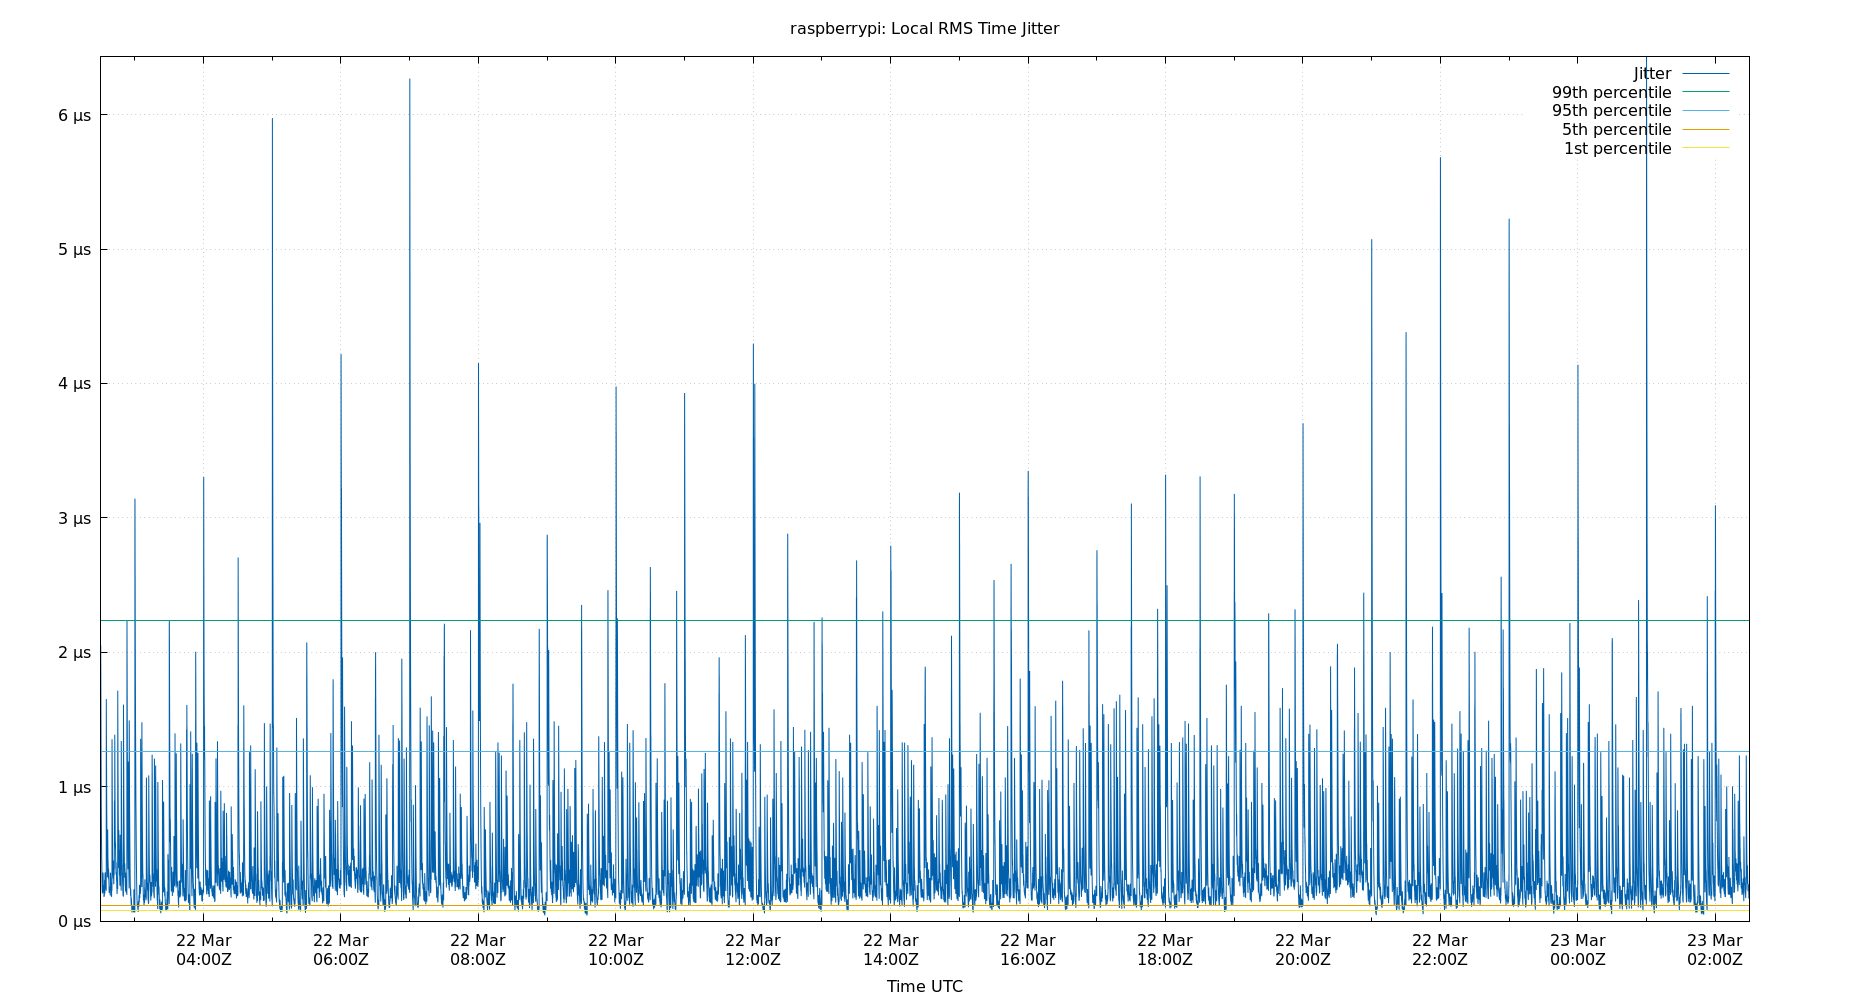 raspberrypi: Local RMS Time Jitter
Jitter
99th percentile
95th percentile
5th percentile
1st percentile
6 µs
5 µs
4 µs
3 µs
2 µs
1 µs
0 µs
22 Mar 22 Mar 22 Mar 22 Mar 22 Mar 22 Mar 22 Mar 22 Mar 22 Mar 22 Mar 23 Mar 23 Mar
04:00Z 06:00Z 08:00Z 10:00Z 12:00Z 14:00Z 16:00Z 18:00Z 20:00Z 22:00Z 00:00Z 02:00Z
Time UTC